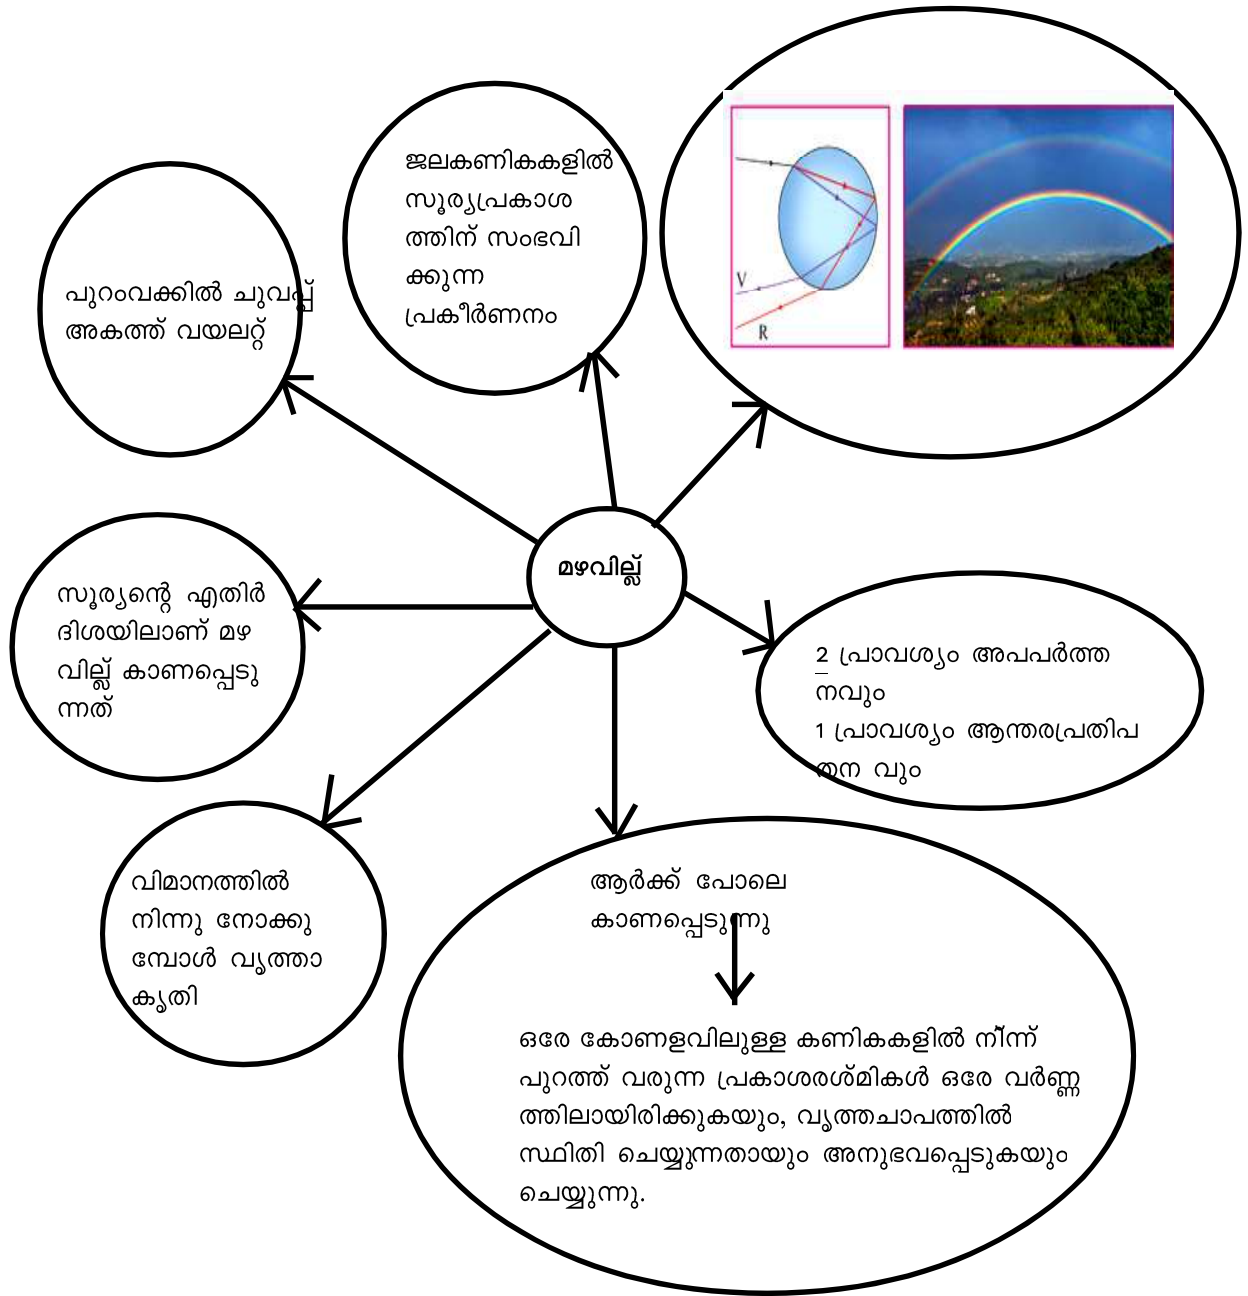 ജലകണികകളിൽ
സൂര്യപ്രകാശ
ത്തിന് സംഭവി
ക്കുന്ന
പ്രകീർണനം
പുറംവക്കിൽ ചുവപ്പ്
അകത്ത് വയലറ്റ്
V
R
മഴവില്ല്
സൂര്യന്റെ എതിർ
ദിശയിലാണ് മഴ
വില്ല് കാണപ്പെടു
ന്നത്
2 പ്രാവശ്യം അപപർത്ത
നവും
1 പ്രാവശ്യം ആന്തരപ്രതിപ
തന വും
വിമാനത്തിൽ
നിന്നു നോക്കു
മ്പോൾ വൃത്താ
കൃതി
ആർക്ക് പോലെ
കാണപ്പെടുന്നു
ഒരേ കോണളവിലുള്ള കണികകളിൽ നിന്ന്
പുറത്ത് വരുന്ന പ്രകാശരശ്മികൾ ഒരേ വർണ്ണ
ത്തിലായിരിക്കുകയും, വൃത്തചാപത്തിൽ
സ്ഥിതി ചെയ്യുന്നതായും അനുഭവപ്പെടുകയും
ചെയ്യുന്നു.